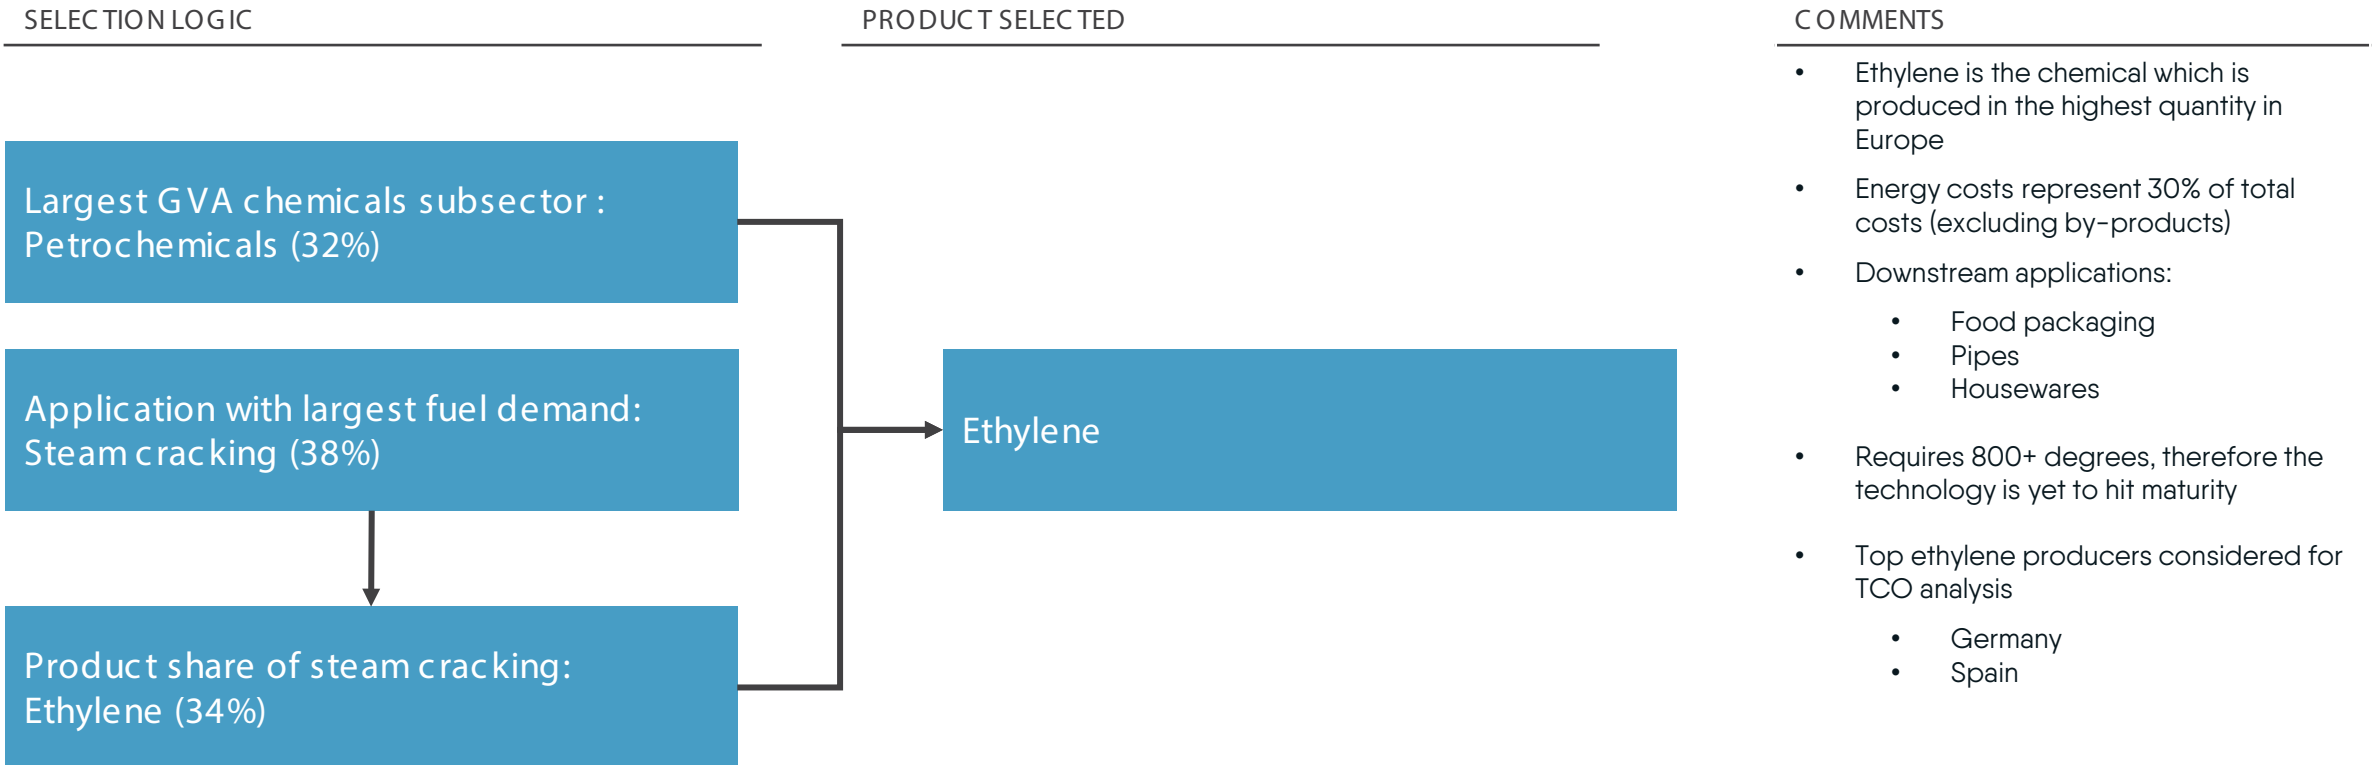 SELECTION LOGIC
PRODUCT SELECTED
COMMENTS
Largest GVA chemicals subsector :
Petrochemicals (32%)
Application with largest fuel demand:
Steam cracking (38%)
Product share of steam cracking:
Ethylene (34%)
Ethylene
• Ethylene is the chemical which is
produced in the highest quantity in
Europe
• Energy costs represent 30% of total
costs (excluding by-products)
• Downstream applications:
• Food packaging
• Pipes
• Housewares
• Requires 800+ degrees, therefore the
technology is yet to hit maturity
• Top ethylene producers considered for
TCO analysis
• Germany
• Spain